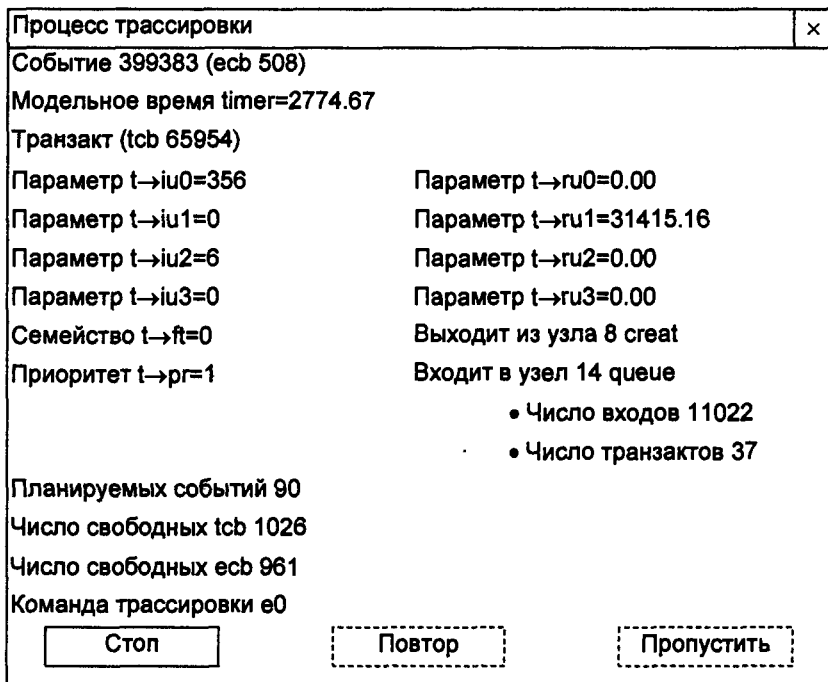 Процесс трассировки ×
Событие 399383 (ecb 508)
Модельное время timer=2774.67
Транзакт (tcb 65954)
Параметр t→iu0=356 Параметр t→ru0=0.00
Параметр t→iu1=0 Параметр t→ru1=31415.16
Параметр t→iu2=6 Параметр t→ru2=0.00
Параметр t→iu3=0 Параметр t→ru3=0.00
Семейство t→ft=0 Выходит из узла 8 creat
Приоритет t→pr=1 Входит в узел 14 queue
• Число входов 11022
• Число транзактов 37
Планируемых событий 90
Число свободных tcb 1026
Число свободных ecb 961
Команда трассировки e0
Стоп Повтор Пропустить